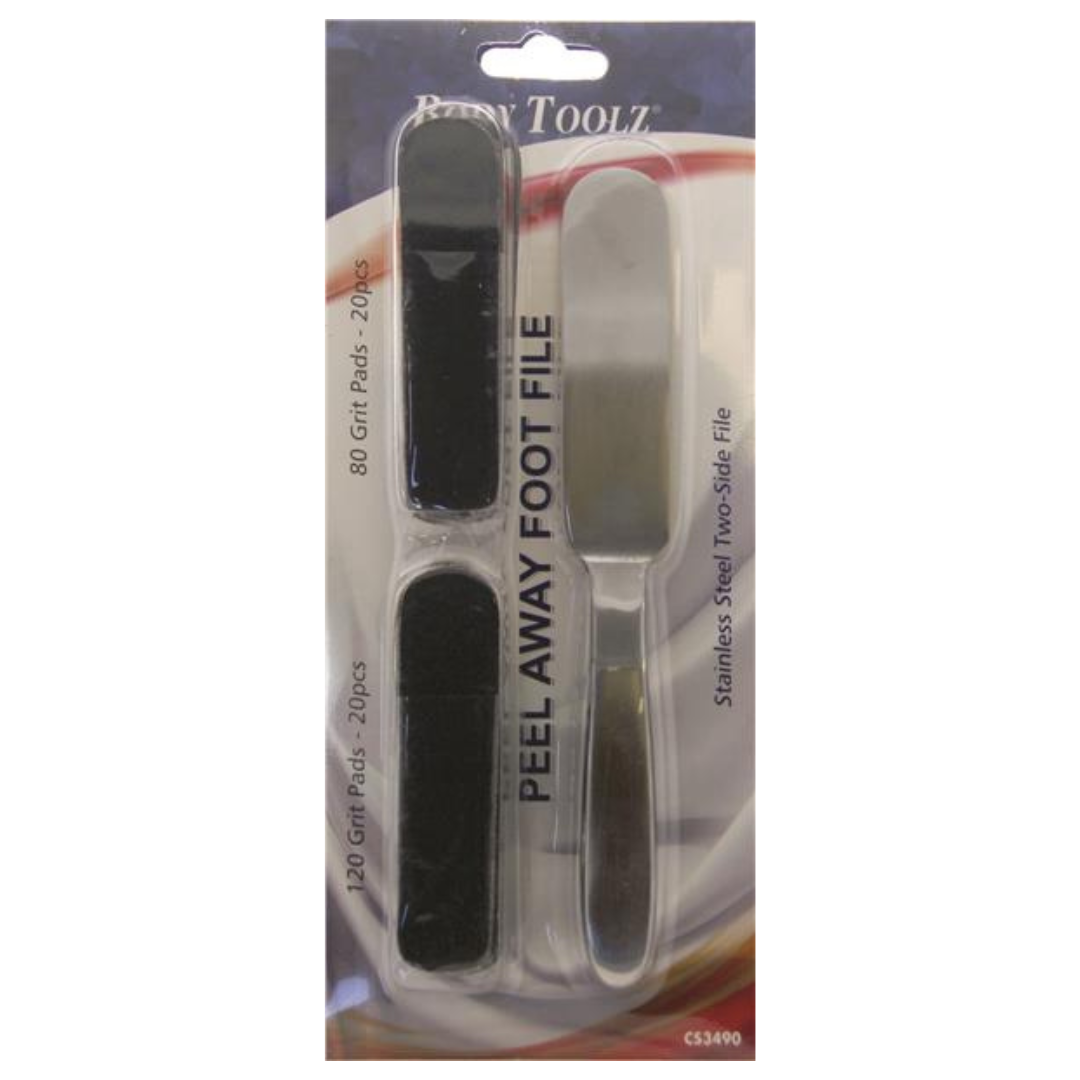 BODY TOOLZ®
80 Grit Pads - 20pcs
120 Grit Pads - 20pcs
PEEL AWAY FOOT FILE
Stainless Steel Two-Side File
CS3490